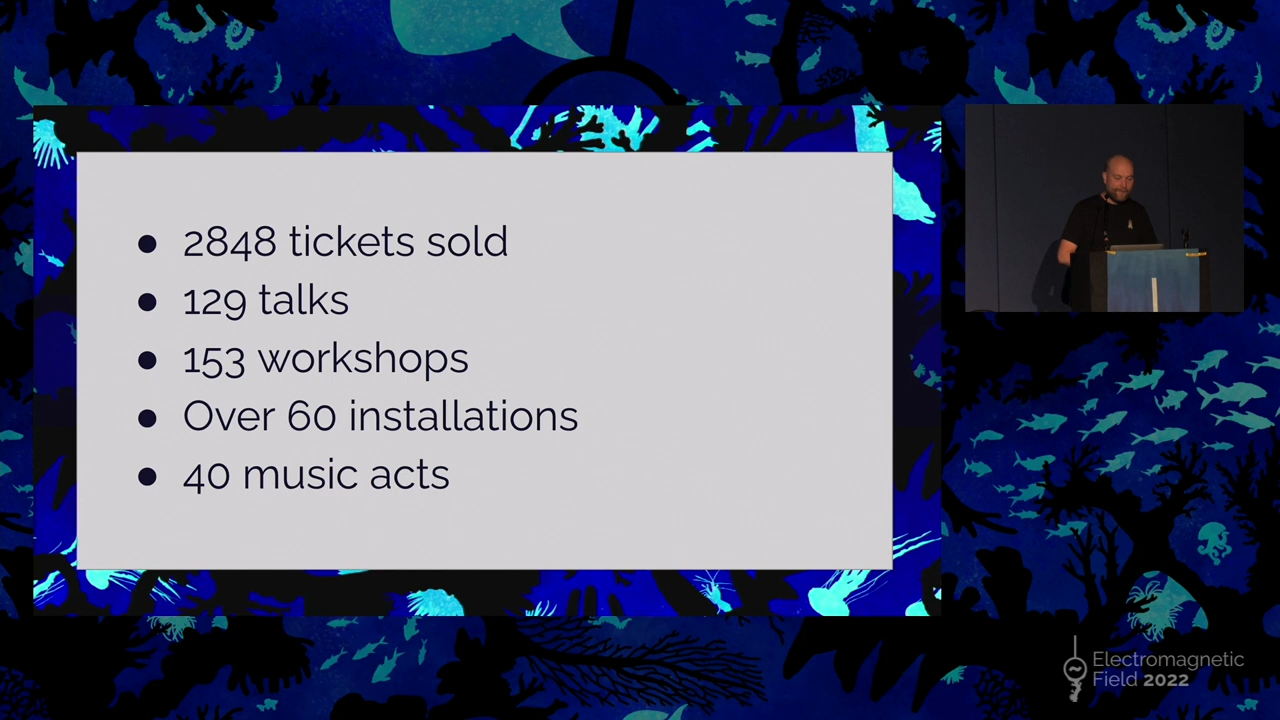 ● 2848 tickets sold
● 129 talks
● 153 workshops
● Over 60 installations
● 40 music acts
Electromagnetic
Field 2022